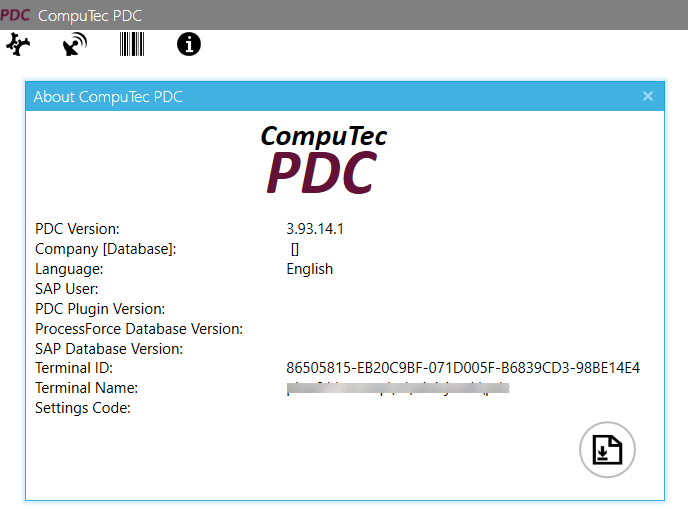 PDC CompuTec PDC
About CompuTec PDC
CompuTec
PDC
PDC Version: 3.93.14.1
Company [Database]: []
Language: English
SAP User:
PDC Plugin Version:
ProcessForce Database Version:
SAP Database Version:
Terminal ID: 86505815-EB20C9BF-071D005F-B6839CD3-98BE14E4
Terminal Name:
Settings Code: